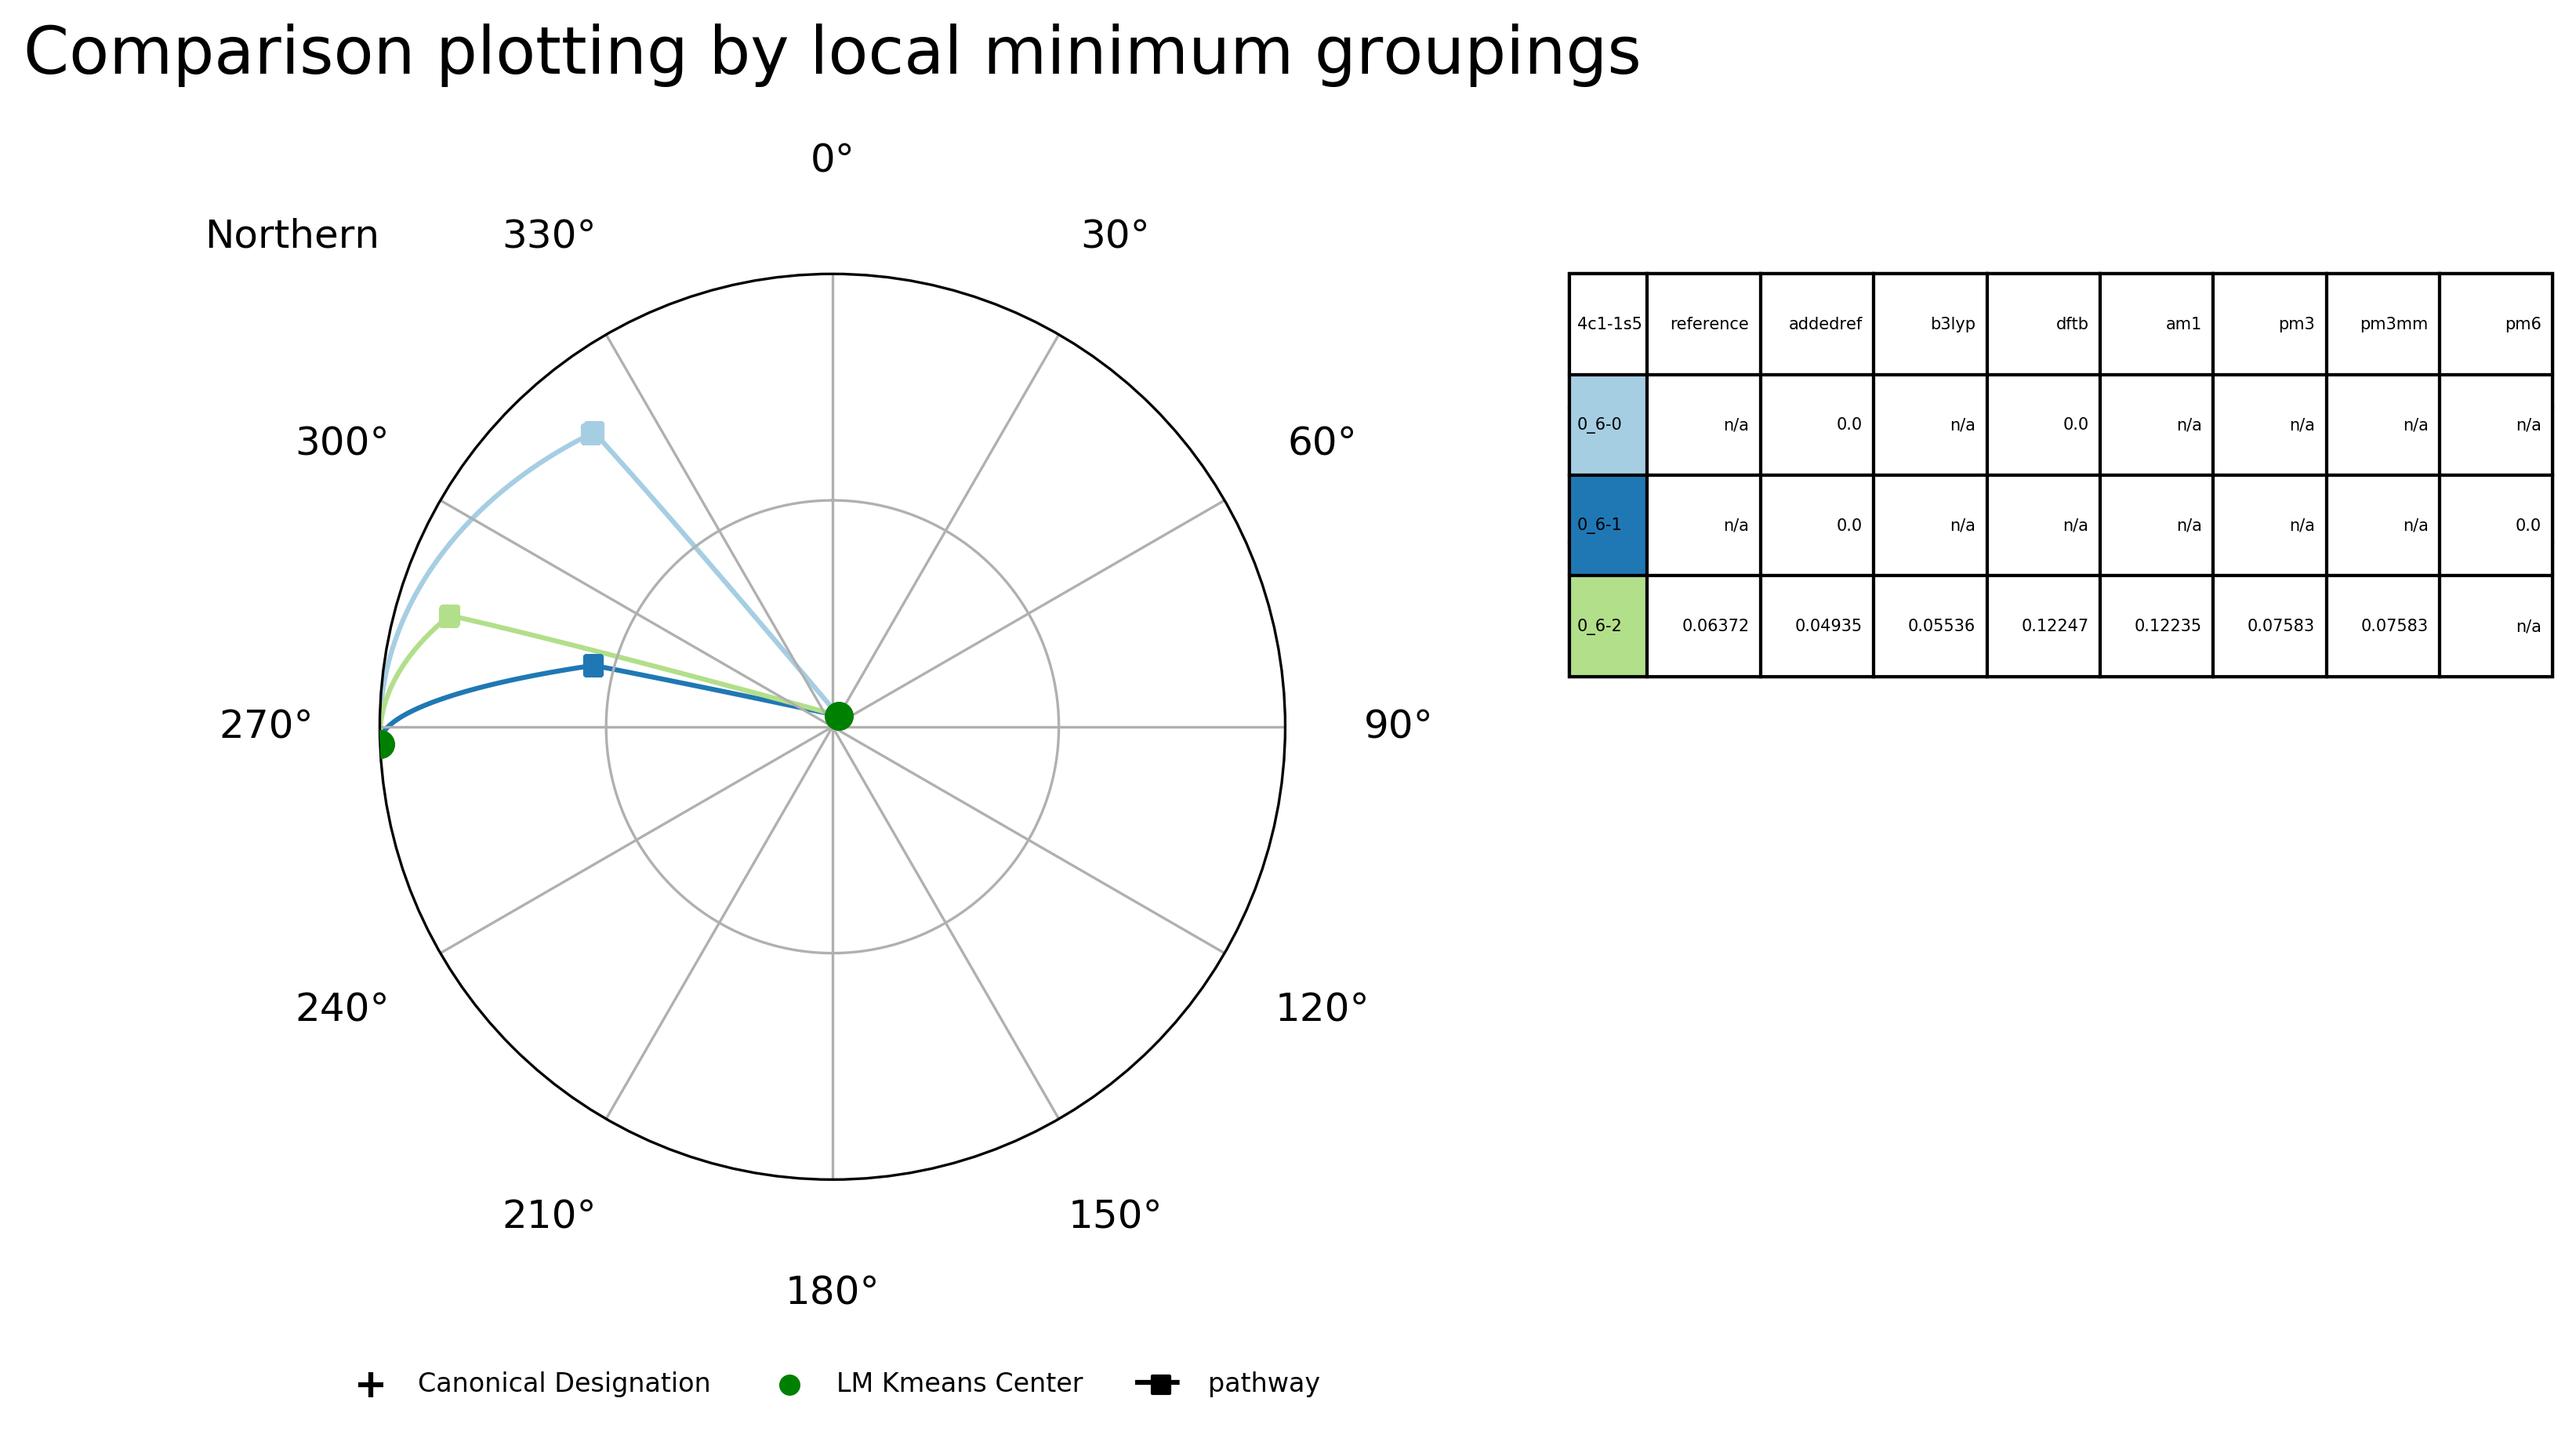 Comparison plotting by local minimum groupings
0°
Northern 330° 30°
300° 60°
270° 90°
240° 120°
210° 150°
180°
Canonical Designation LM Kmeans Center pathway
4c1-1s5 reference addedref b3lyp dftb am1 pm3 pm3mm pm6
0_6-0 n/a 0.0 n/a 0.0 n/a n/a n/a n/a
0_6-1 n/a 0.0 n/a n/a n/a n/a n/a 0.0
0_6-2 0.06372 0.04935 0.05536 0.12247 0.12235 0.07583 0.07583 n/a